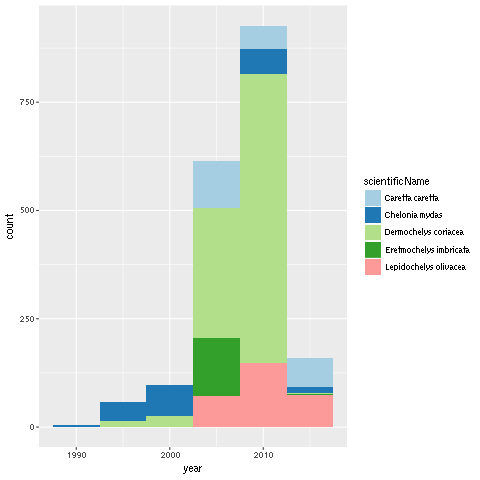 750
500
250
0
count
1990
2000
2010
year
scientificName
Caretta caretta
Chelonia mydas
Dermochelys coriacea
Eretmochelys imbricata
Lepidochelys olivacea